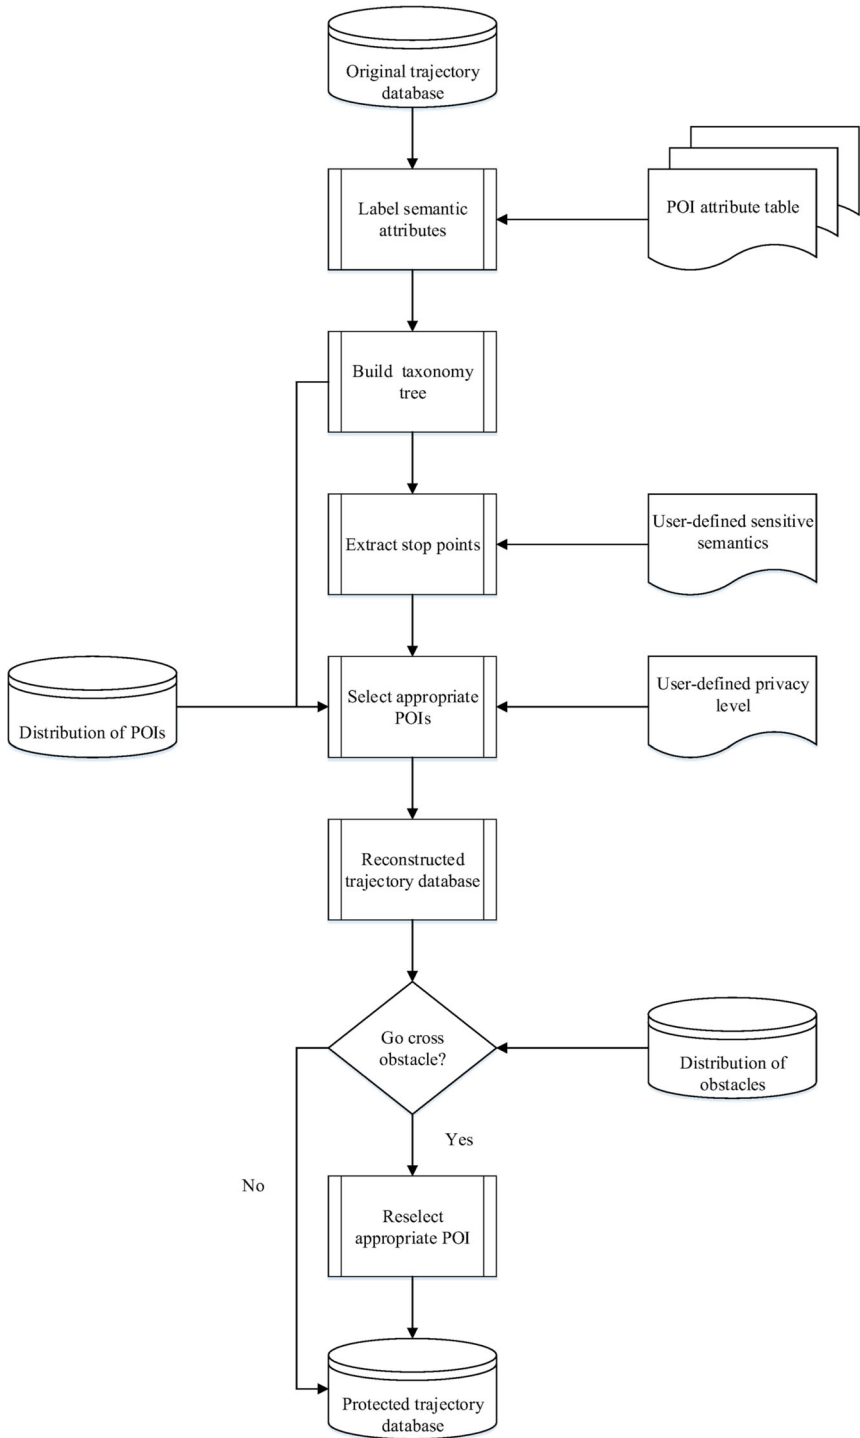 Original trajectory
database
Label semantic
attributes
POI attribute table
Build taxonomy
tree
Extract stop points
User-defined sensitive
semantics
Distribution of POIs
Select appropriate
POIs
User-defined privacy
level
Reconstructed
trajectory database
Go cross
obstacle?
Distribution of
obstacles
Yes
No
Reselect
appropriate POI
Protected trajectory
database